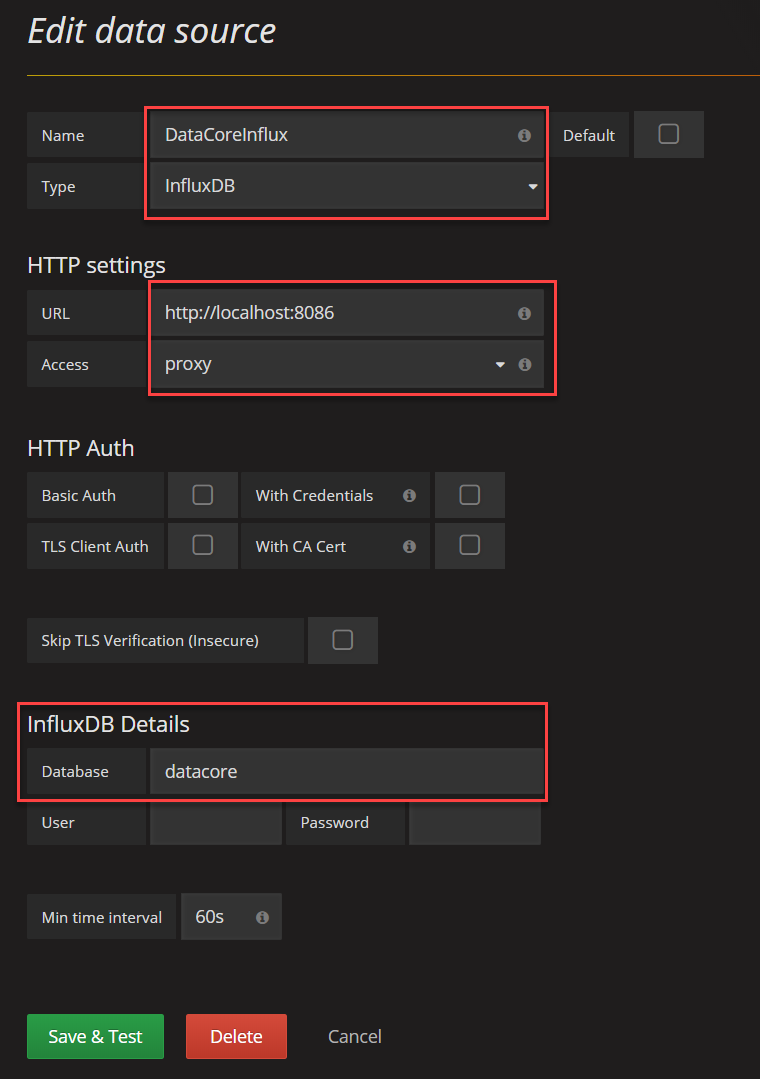 Edit data source
Name DataCoreInflux Default
Type InfluxDB
HTTP settings
URL http://localhost:8086
Access proxy
HTTP Auth
Basic Auth With Credentials
TLS Client Auth With CA Cert
Skip TLS Verification (Insecure)
InfluxDB Details
Database datacore
User Password
Min time interval 60s
Save & Test Delete Cancel